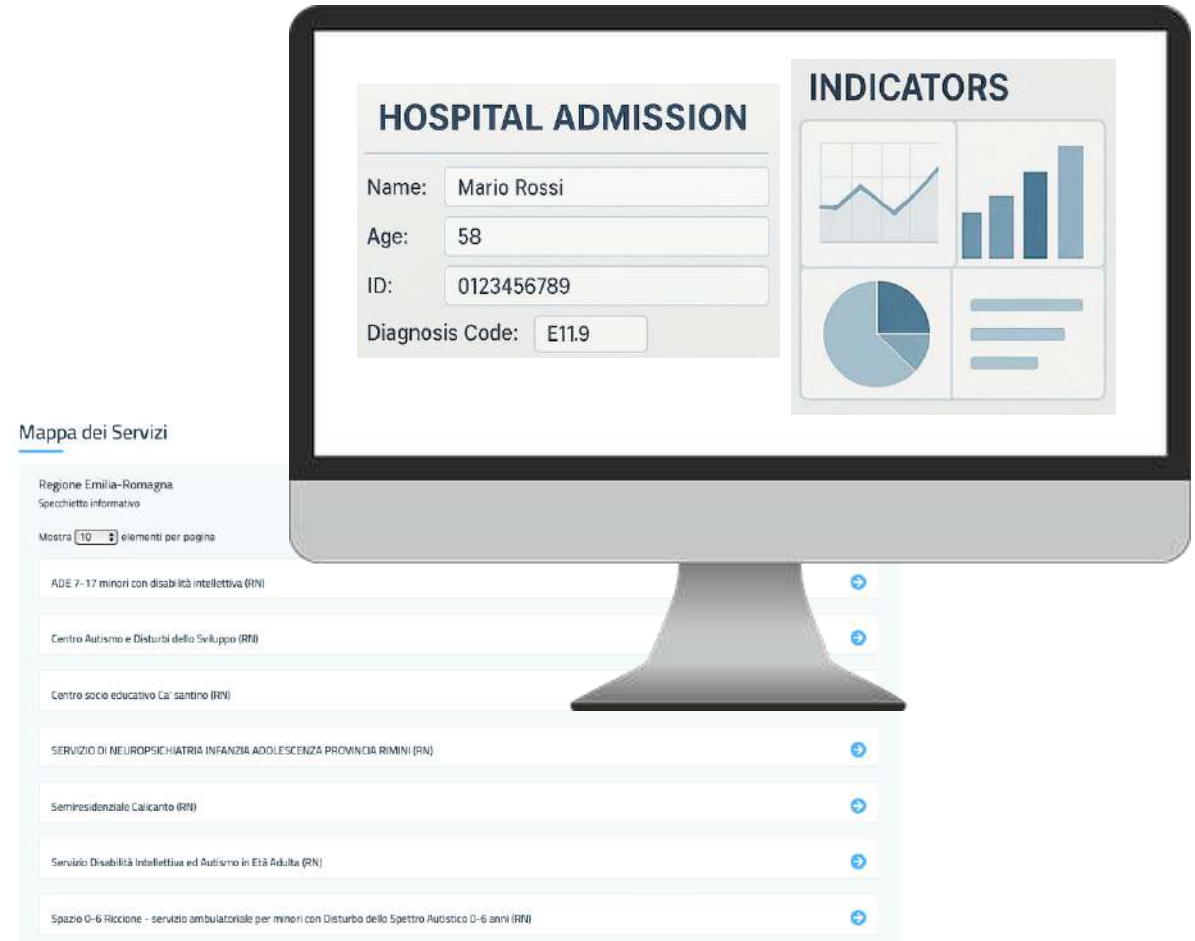 HOSPITAL ADMISSION
Name: Mario Rossi
Age: 58
ID: 0123456789
Diagnosis Code: E11.9
INDICATORS
Mappa dei Servizi
Regione Emilia-Romagna
Specchietto informativo
Mostra 10 elementi per pagina
ADE 7-17 minori con disabilità intellettiva (RN)
Centro Autismo e Disturbi dello Sviluppo (RN)
Centro socio educativo Ca' santino (RN)
SERVIZIO DI NEUROPSICHIATRIA INFANZIA ADOLESCENZA PROVINCIA RIMINI (RN)
Semiresidenziale Calicanto (RN)
Servizio Disabilità Intellettiva ed Autismo in Età Adulta (RN)
Spazio 0-6 Riccione - servizio ambulatoriale per minori con Disturbo dello Spettro Autistico 0-6 anni (RN)